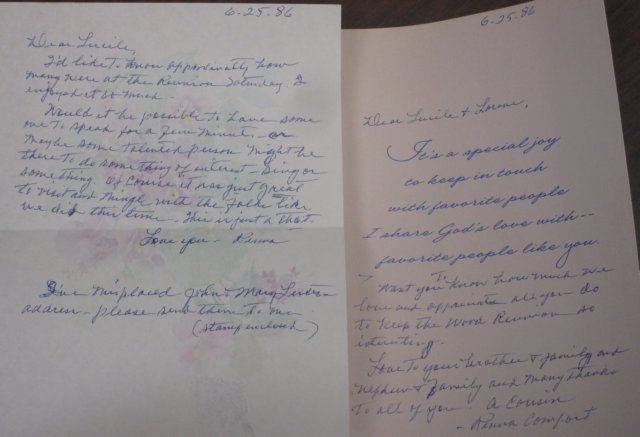 6-25-86
Dear Lucile,
I'd like to know approximatly how
many were at the Reunion Saturday. I
enjoyed it so much.
Would it be possible to have some
one to speak for a few minutes, - or
maybe some talented person might be
there to do something of interest - Sing or
something. Of course it was just great
to visit and mingle with the folks like
we did this time. This is just a that.
Love you - Renna
I've misplaced John & Mary
address - please send them to me.
(stamp enclosed)
6-25-86
Dear Lucile & Lorene,
It's a special joy
to keep in touch
with favorite people
I share God's love with--
favorite people like you.
I want you to know how much we
love and appreciate all you do
to keep the Wood Reunion so
interesting.
Love to your brother & family and
nephew & family and many thanks
to all of you. A Cousin
- Renna Comfort